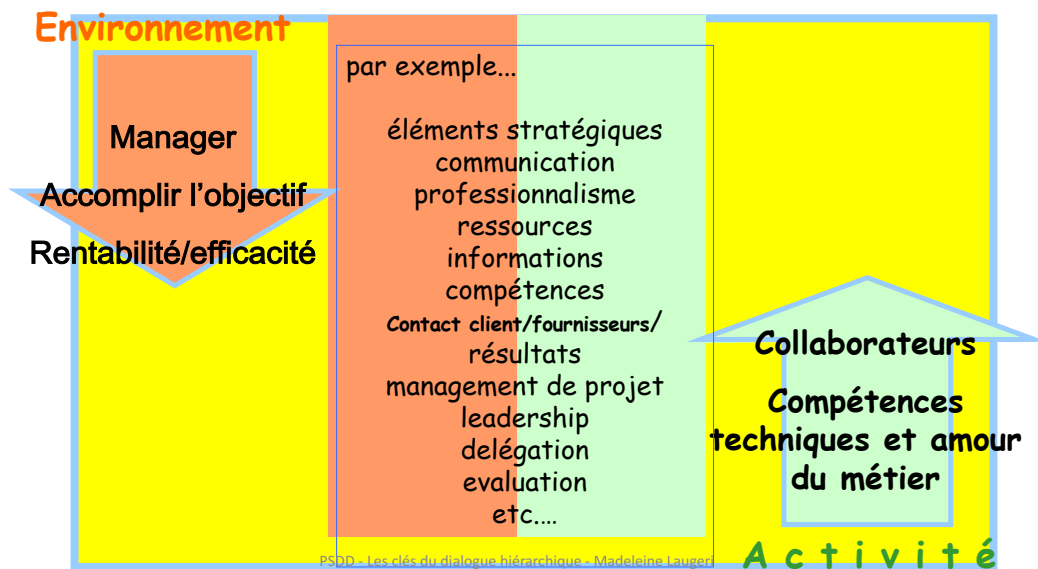 Environnement
Manager
Accomplir l'objectif
Rentabilité/efficacité
par exemple...
éléments stratégiques
communication
professionnalisme
ressources
informations
compétences
Contact client/fournisseurs/
résultats
management de projet
leadership
delégation
evaluation
etc.…
Collaborateurs
Compétences
techniques et amour
du métier
PSDD - Les clés du dialogue hiérarchique - Madeleine Laugeri
Activité